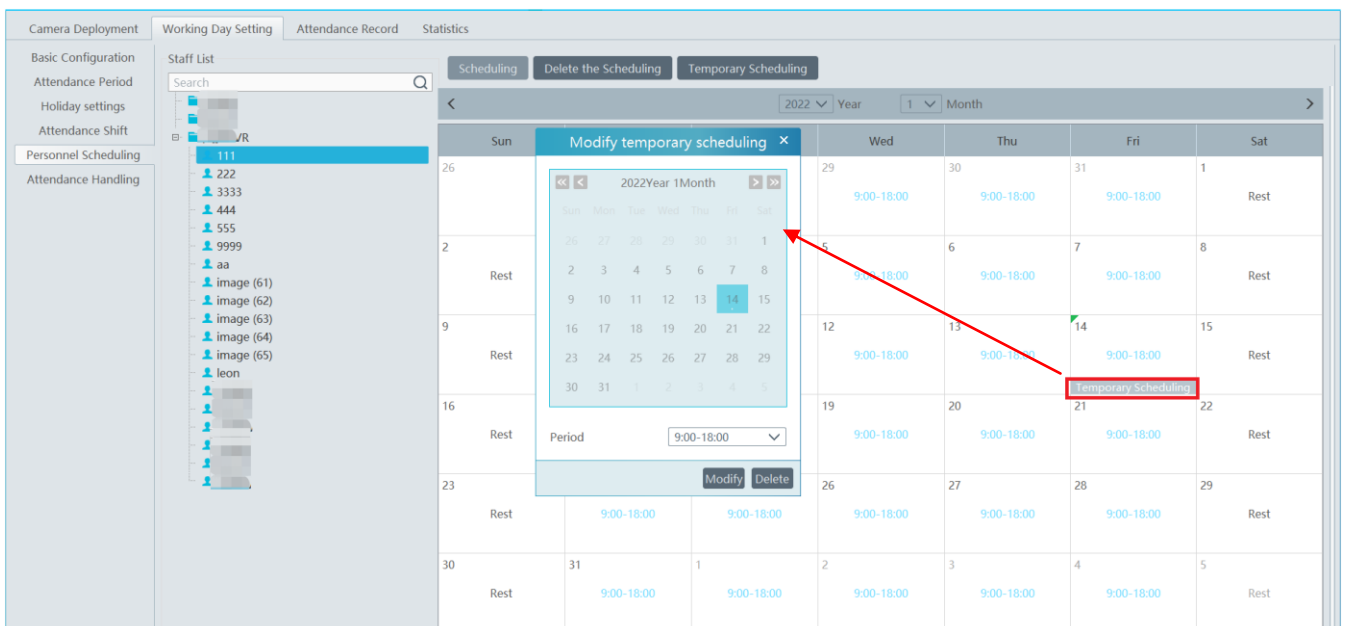 Camera Deployment Working Day Setting Attendance Record Statistics
Basic Configuration
Attendance Period
Holiday settings
Attendance Shift
Personnel Scheduling
Attendance Handling
Staff List
Search
VR
111
222
3333
444
555
9999
aa
image (61)
image (62)
image (63)
image (64)
image (65)
leon
Scheduling Delete the Scheduling Temporary Scheduling
2022 Year 1 Month
Sun Wed Thu Fri Sat
26 29 30 31 1
9:00-18:00 9:00-18:00 9:00-18:00 Rest
2 5 6 7 8
Rest 9:00-18:00 9:00-18:00 9:00-18:00 Rest
9 12 13 14 15
Rest 9:00-18:00 9:00-18:00 9:00-18:00 Rest
Temporary Scheduling
16 19 20 21 22
Rest 9:00-18:00 9:00-18:00 9:00-18:00 Rest
23 26 27 28 29
Rest 9:00-18:00 9:00-18:00 9:00-18:00 9:00-18:00 9:00-18:00 Rest
30 31 1 2 3 4 5
Rest 9:00-18:00 9:00-18:00 9:00-18:00 9:00-18:00 9:00-18:00 Rest
Modify temporary scheduling ×
2022Year 1Month
Sun Mon Tue Wed Thu Fri Sat
26 27 28 29 30 31 1
2 3 4 5 6 7 8
9 10 11 12 13 14 15
16 17 18 19 20 21 22
23 24 25 26 27 28 29
30 31 1 2 3 4 5
Period 9:00-18:00
Modify Delete